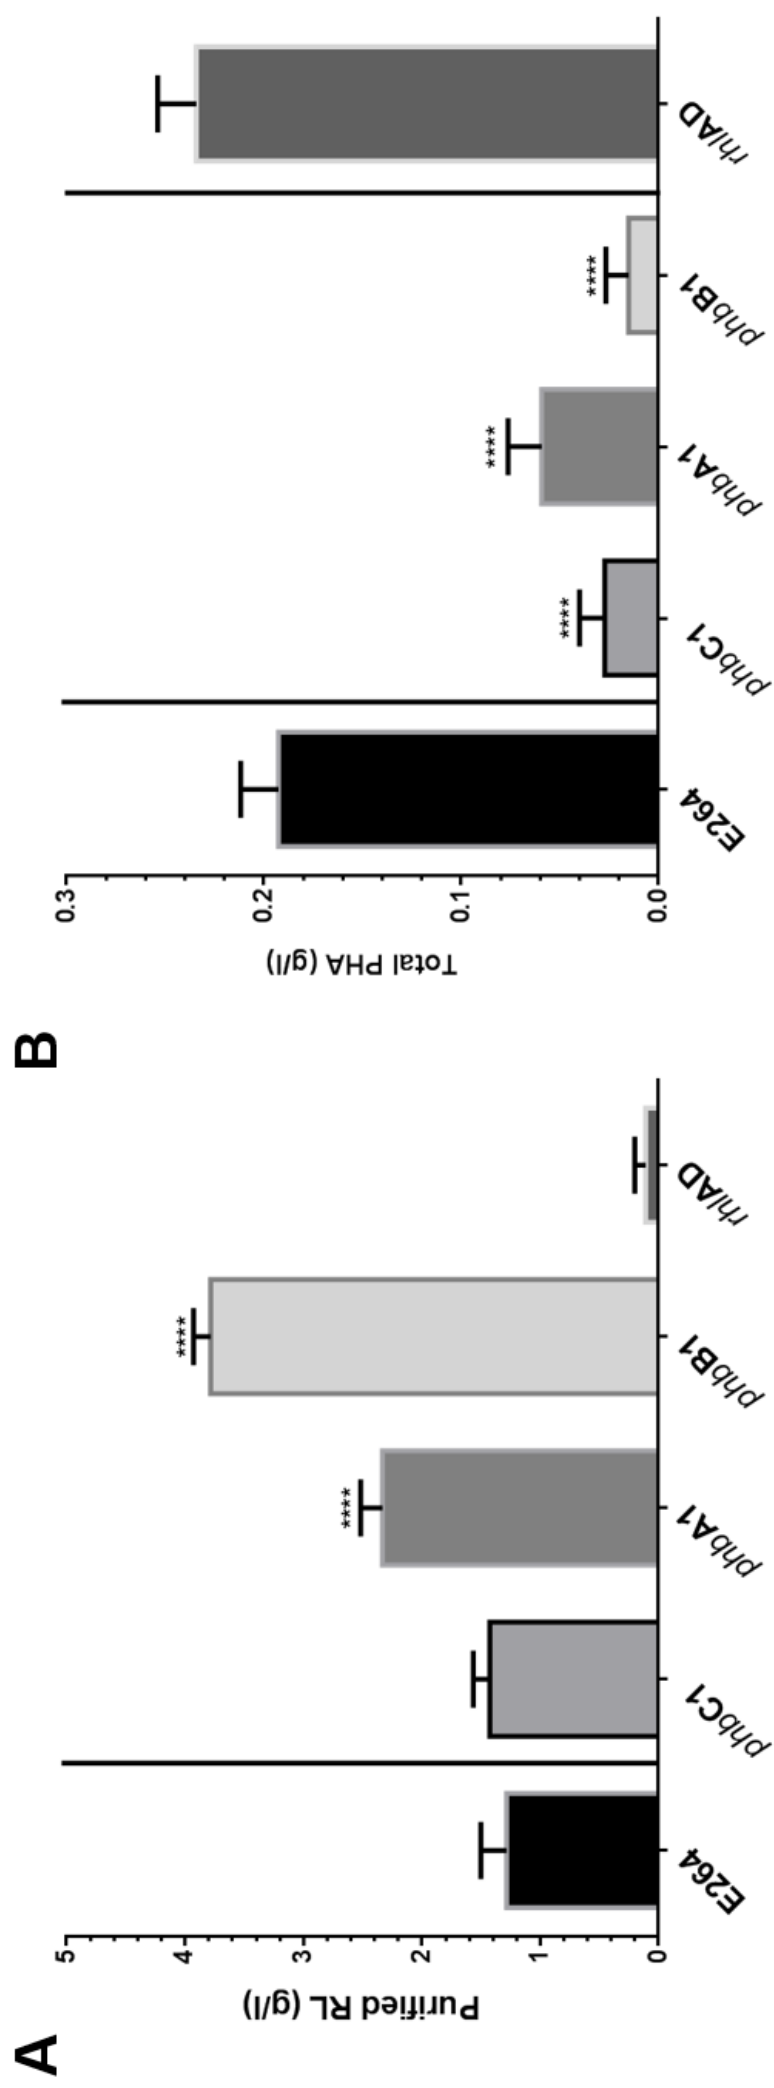 A
Purified RL (g/l)
5
4
3
2
1
0
****
****
E264
phbC1
phbA1
phbB1
rhlAD
B
Total PHA (g/l)
0.3
0.2
0.1
0.0
****
****
****
E264
phbC1
phbA1
phbB1
rhlAD